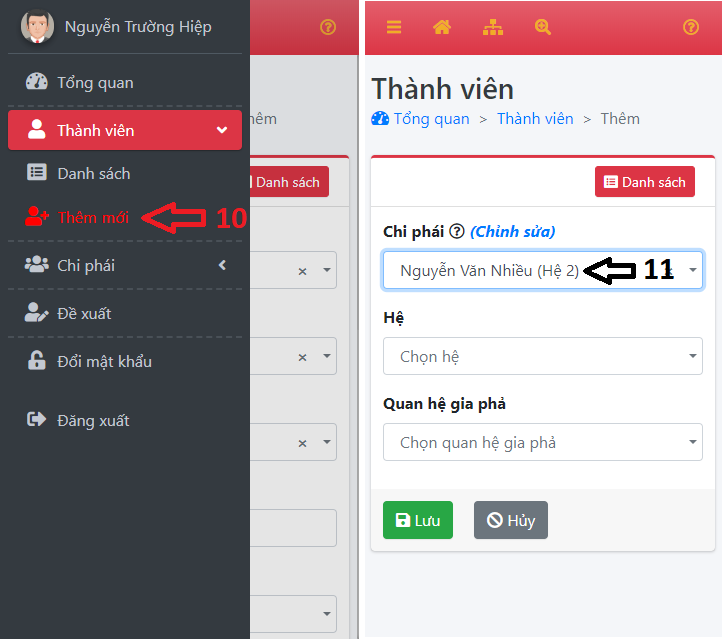 Nguyễn Trường Hiệp
Tổng quan
Thành viên
Danh sách
Thêm mới
10
Chi phái
Đề xuất
Đổi mật khẩu
Đăng xuất
hêm
Danh sách
Thành viên
Tổng quan > Thành viên > Thêm
Danh sách
Chi phái (Chỉnh sửa)
Nguyễn Văn Nhiều (Hệ 2) 11
Hệ
Chọn hệ
Quan hệ gia phả
Chọn quan hệ gia phả
Lưu Hủy